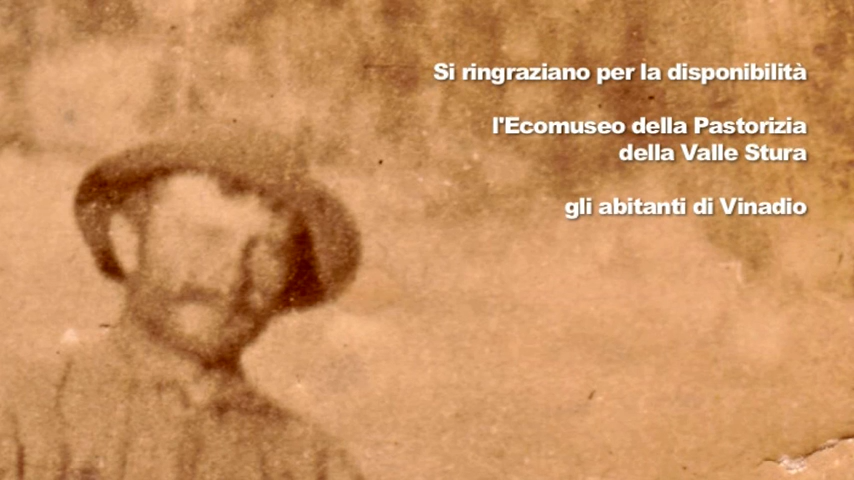 Si ringraziano per la disponibilità
l'Ecomuseo della Pastorizia
della Valle Stura
gli abitanti di Vinadio